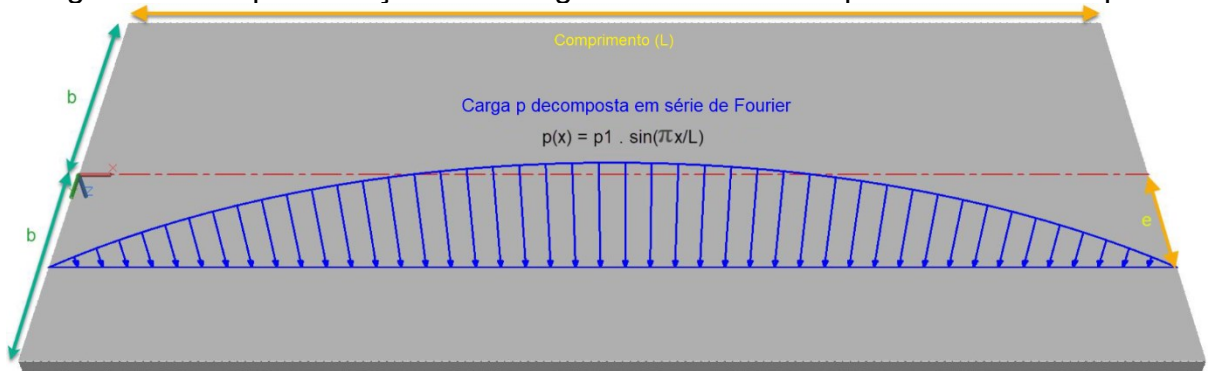 Comprimento (L)
b
Carga p decomposta em série de Fourier
p(x) = p1 . sin(πx/L)
x
z
b
e